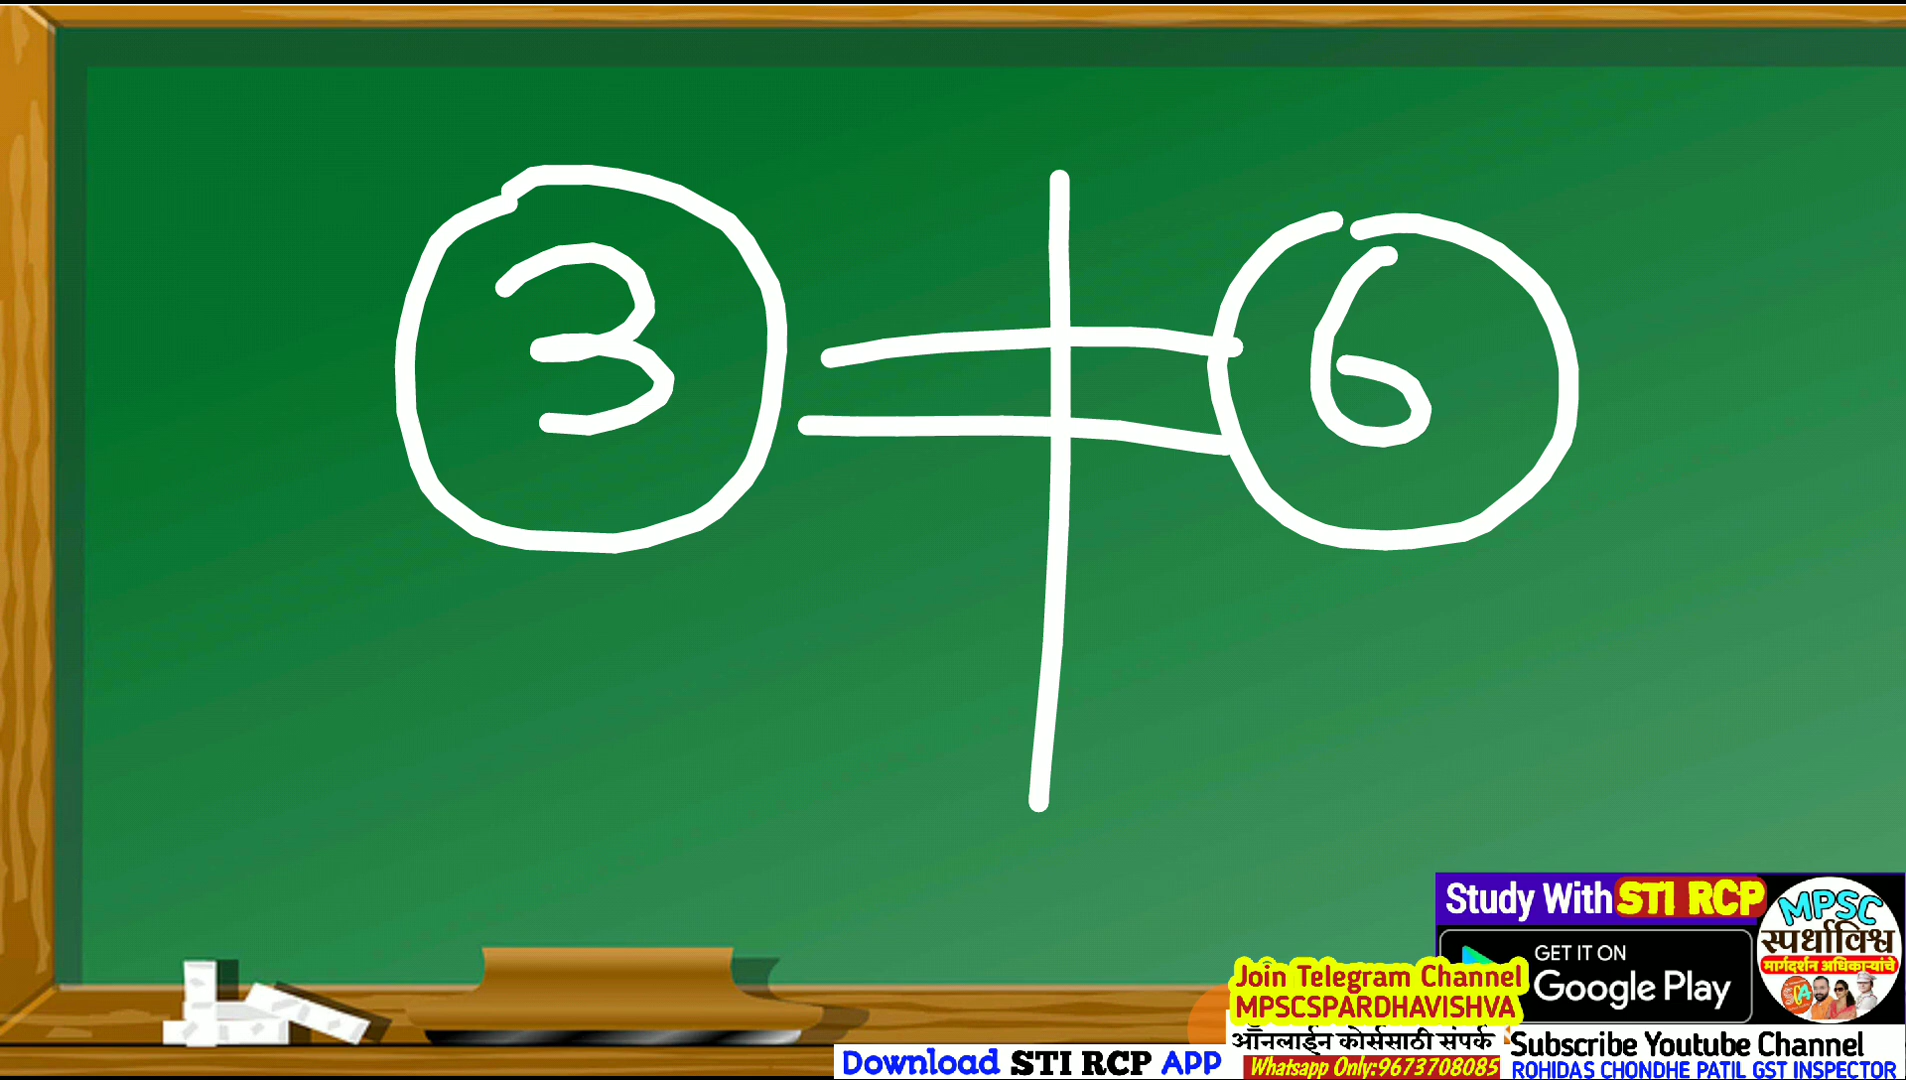 3 = 6
Study With STI RCP
GET IT ON
Google Play
MPSC
स्पर्धाविश्व
मार्गदर्शन अधिकाऱ्यांचे
Join Telegram Channel
MPSCSPARDHAVISHVA
ऑनलाईन कोर्ससाठी संपर्क
Whatsapp Only:9673708085
Download STI RCP APP
Subscribe Youtube Channel
ROHIDAS CHONDHE PATIL GST INSPECTOR